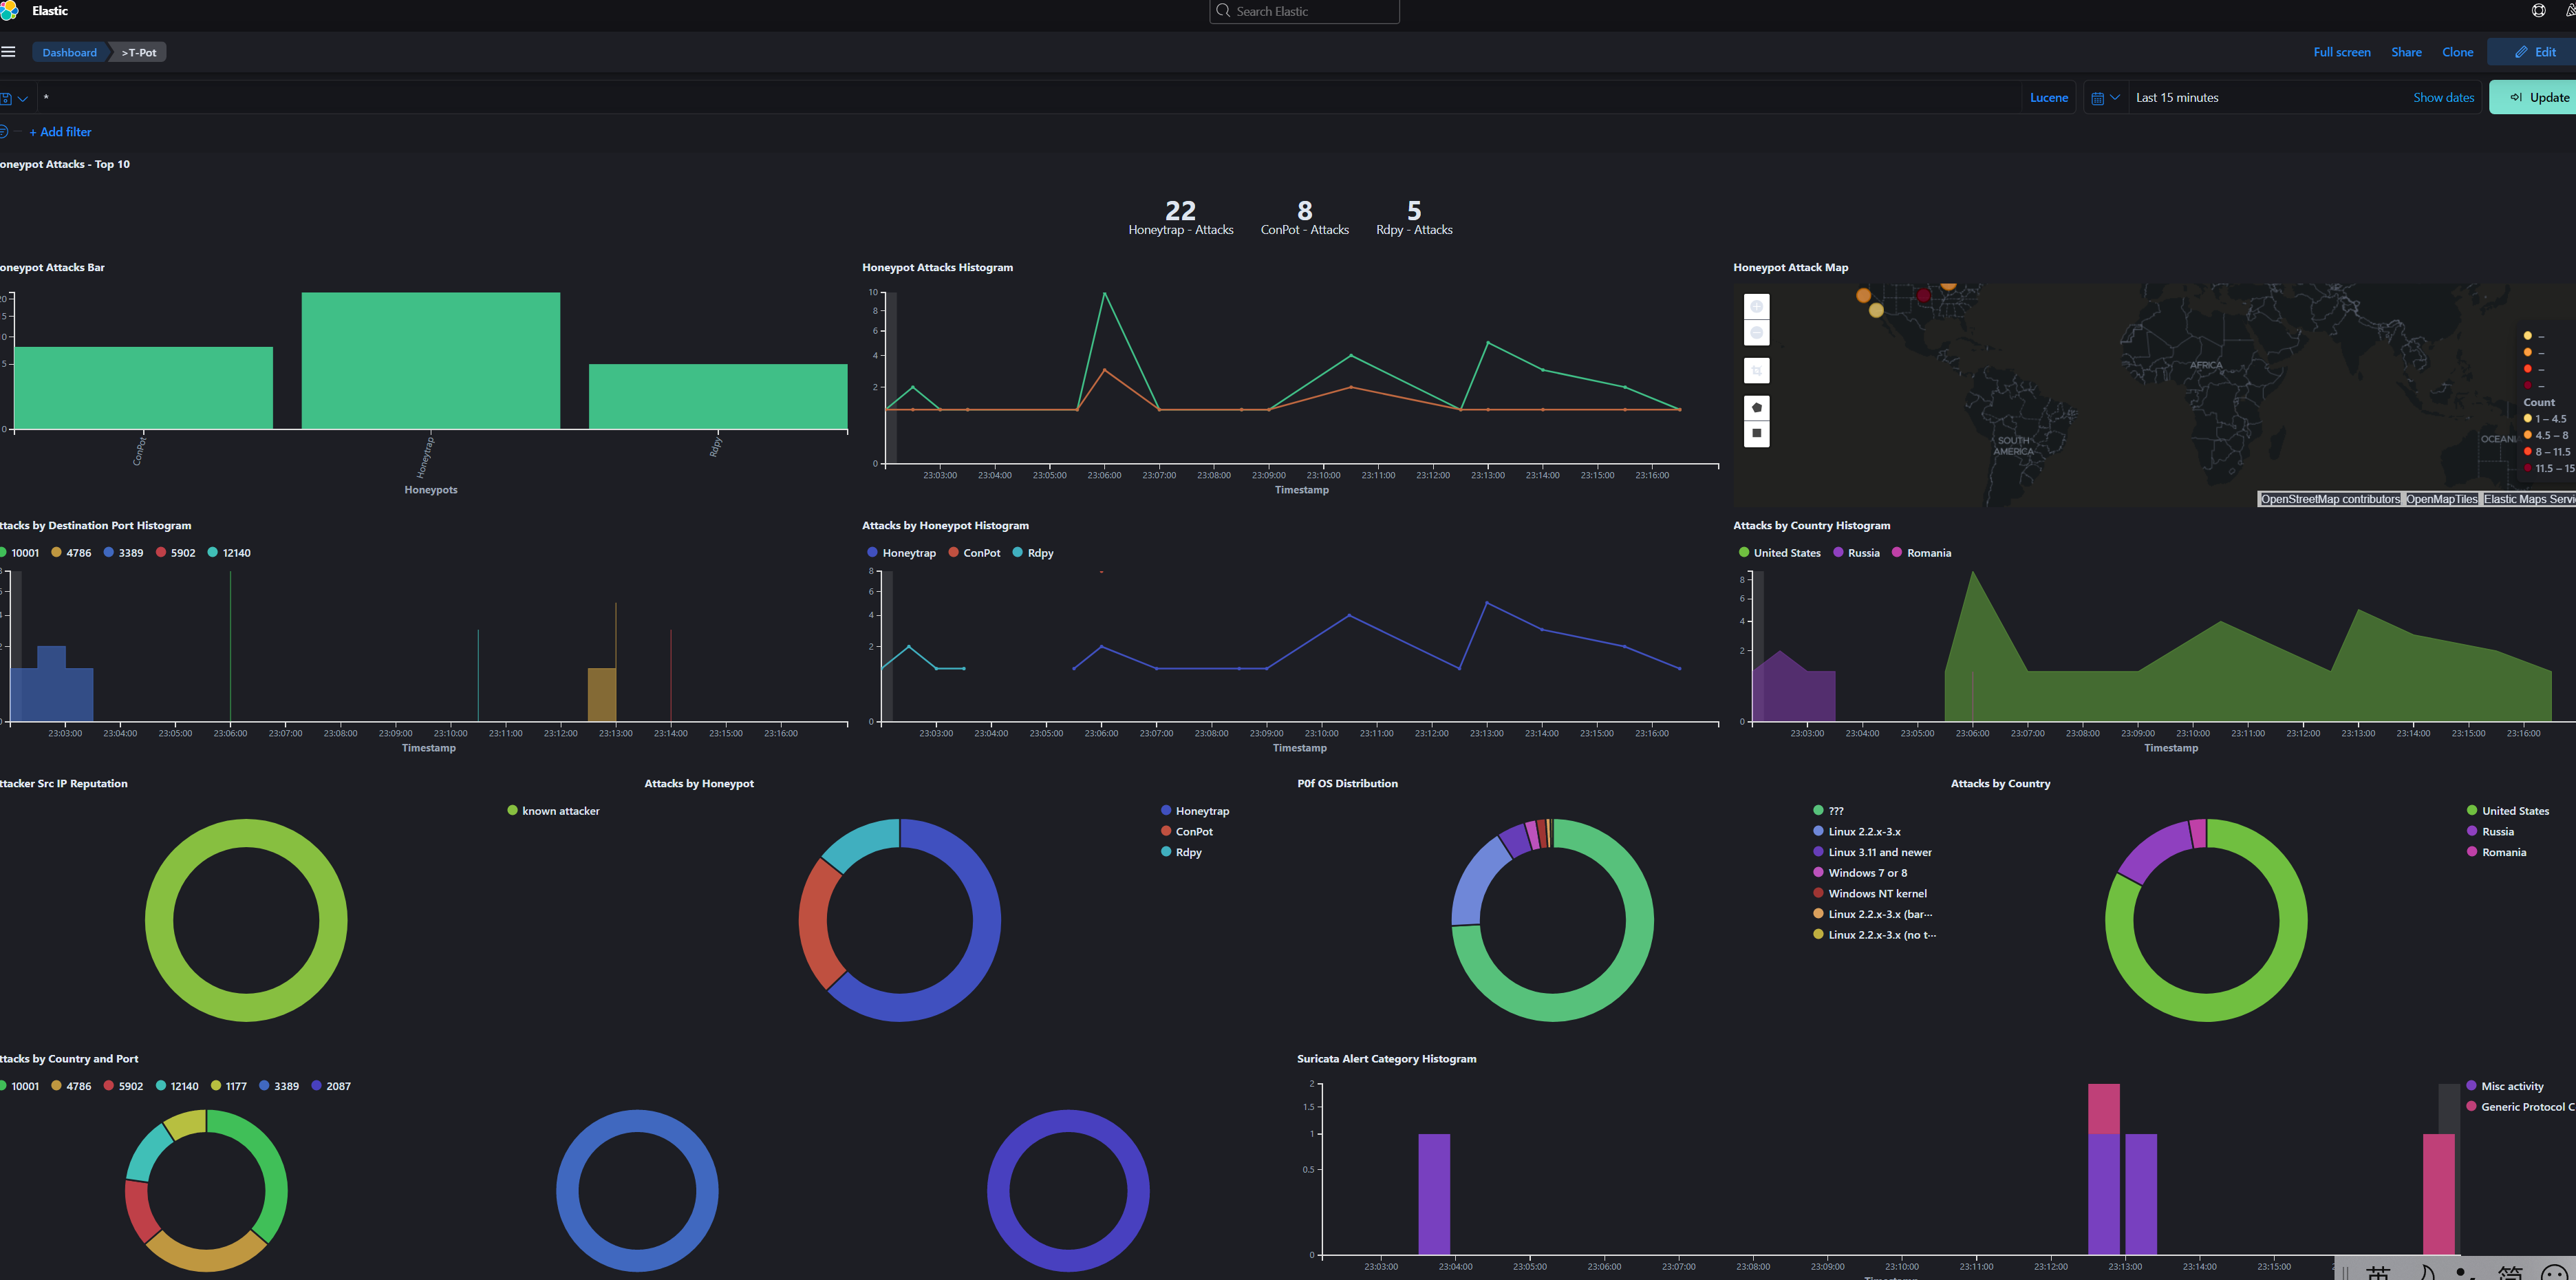 Elastic
Search Elastic
Dashboard >T-Pot
Full screen Share Clone Edit
* Lucene Last 15 minutes Show dates Update
+ Add filter
oneypot Attacks - Top 10
22 8 5
Honeytrap - Attacks ConPot - Attacks Rdpy - Attacks
oneypot Attacks Bar
0
5
0
5
0
ConPot Honeytrap Rdpy
Honeypots
Honeypot Attacks Histogram
10
8
6
4
2
0
23:03:00 23:04:00 23:05:00 23:06:00 23:07:00 23:08:00 23:09:00 23:10:00 23:11:00 23:12:00 23:13:00 23:14:00 23:15:00 23:16:00
Timestamp
Honeypot Attack Map
AFRICA
SOUTH
AMERICA
OCEANI
–
–
–
–
Count
1 – 4.5
4.5 – 8
8 – 11.5
11.5 – 15
OpenStreetMap contributors OpenMapTiles Elastic Maps Servi
ttacks by Destination Port Histogram
10001 4786 3389 5902 12140
23:03:00 23:04:00 23:05:00 23:06:00 23:07:00 23:08:00 23:09:00 23:10:00 23:11:00 23:12:00 23:13:00 23:14:00 23:15:00 23:16:00
Timestamp
Attacks by Honeypot Histogram
Honeytrap ConPot Rdpy
8
6
4
2
0
23:03:00 23:04:00 23:05:00 23:06:00 23:07:00 23:08:00 23:09:00 23:10:00 23:11:00 23:12:00 23:13:00 23:14:00 23:15:00 23:16:00
Timestamp
Attacks by Country Histogram
United States Russia Romania
8
6
4
2
0
23:03:00 23:04:00 23:05:00 23:06:00 23:07:00 23:08:00 23:09:00 23:10:00 23:11:00 23:12:00 23:13:00 23:14:00 23:15:00 23:16:00
Timestamp
ttacker Src IP Reputation
known attacker
Attacks by Honeypot
Honeytrap
ConPot
Rdpy
P0f OS Distribution
???
Linux 2.2.x-3.x
Linux 3.11 and newer
Windows 7 or 8
Windows NT kernel
Linux 2.2.x-3.x (bar…
Linux 2.2.x-3.x (no t…
Attacks by Country
United States
Russia
Romania
ttacks by Country and Port
10001 4786 5902 12140 1177 3389 2087
Suricata Alert Category Histogram
2
1.5
1
0.5
0
23:03:00 23:04:00 23:05:00 23:06:00 23:07:00 23:08:00 23:09:00 23:10:00 23:11:00 23:12:00 23:13:00 23:14:00 23:15:00
Misc activity
Generic Protocol C
英 简